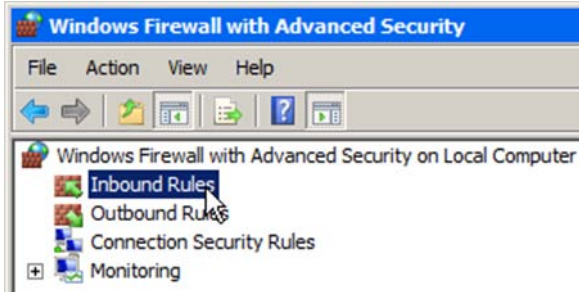 Windows Firewall with Advanced Security
File Action View Help
Windows Firewall with Advanced Security on Local Computer
Inbound Rules
Outbound Rules
Connection Security Rules
Monitoring